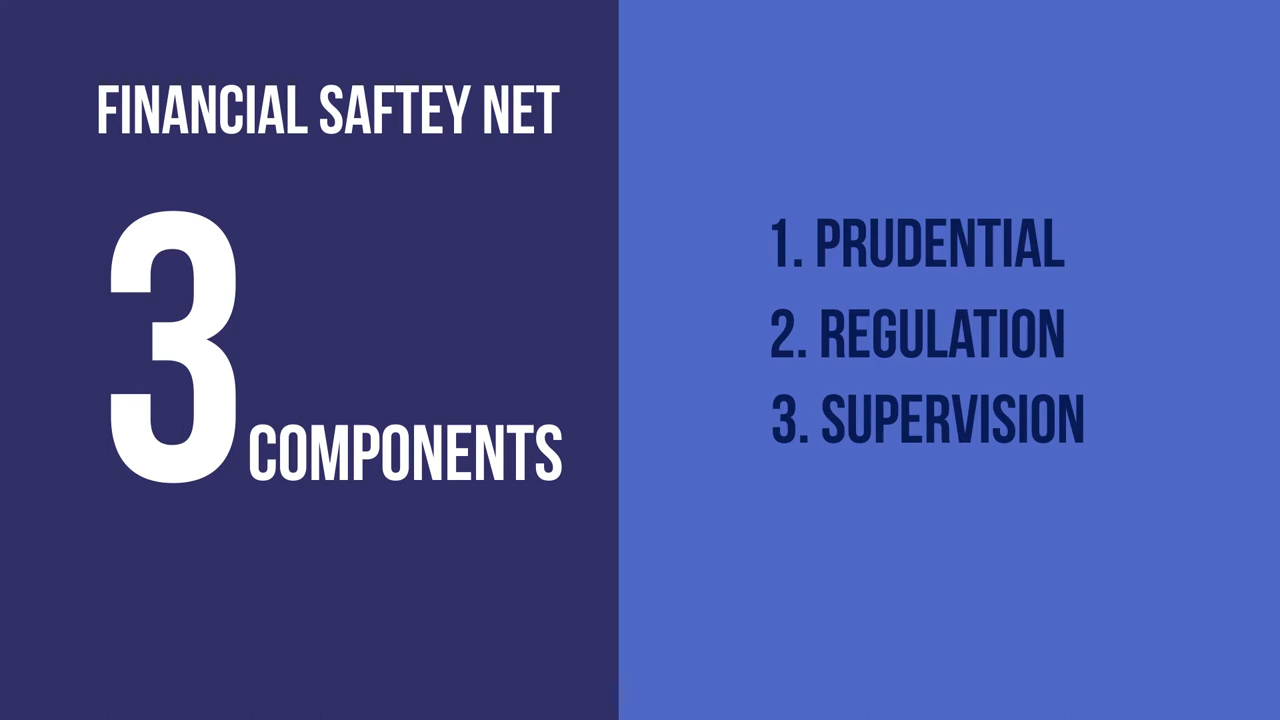 FINANCIAL SAFTEY NET
3 COMPONENTS
1. PRUDENTIAL
2. REGULATION
3. SUPERVISION